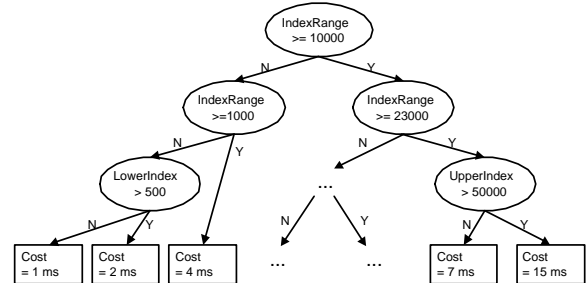 IndexRange
>= 10000
N
Y
IndexRange
>=1000
IndexRange
>= 23000
N
Y
N
Y
LowerIndex
> 500
...
UpperIndex
> 50000
N
Y
N
Y
N
Y
Cost
= 1 ms
Cost
= 2 ms
Cost
= 4 ms
...
...
Cost
= 7 ms
Cost
= 15 ms